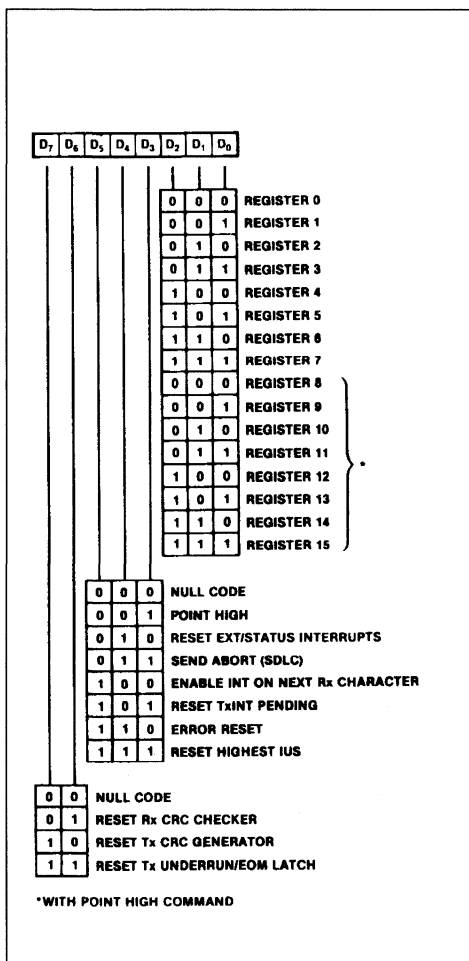 D7 D6 D5 D4 D3 D2 D1 D0
0 0 0 REGISTER 0
0 0 1 REGISTER 1
0 1 0 REGISTER 2
0 1 1 REGISTER 3
1 0 0 REGISTER 4
1 0 1 REGISTER 5
1 1 0 REGISTER 6
1 1 1 REGISTER 7
0 0 0 REGISTER 8
0 0 1 REGISTER 9
0 1 0 REGISTER 10
0 1 1 REGISTER 11
1 0 0 REGISTER 12
1 0 1 REGISTER 13
1 1 0 REGISTER 14
1 1 1 REGISTER 15
*
0 0 0 NULL CODE
0 0 1 POINT HIGH
0 1 0 RESET EXT/STATUS INTERRUPTS
0 1 1 SEND ABORT (SDLC)
1 0 0 ENABLE INT ON NEXT Rx CHARACTER
1 0 1 RESET TxINT PENDING
1 1 0 ERROR RESET
1 1 1 RESET HIGHEST IUS
0 0 NULL CODE
0 1 RESET Rx CRC CHECKER
1 0 RESET Tx CRC GENERATOR
1 1 RESET Tx UNDERRUN/EOM LATCH
*WITH POINT HIGH COMMAND